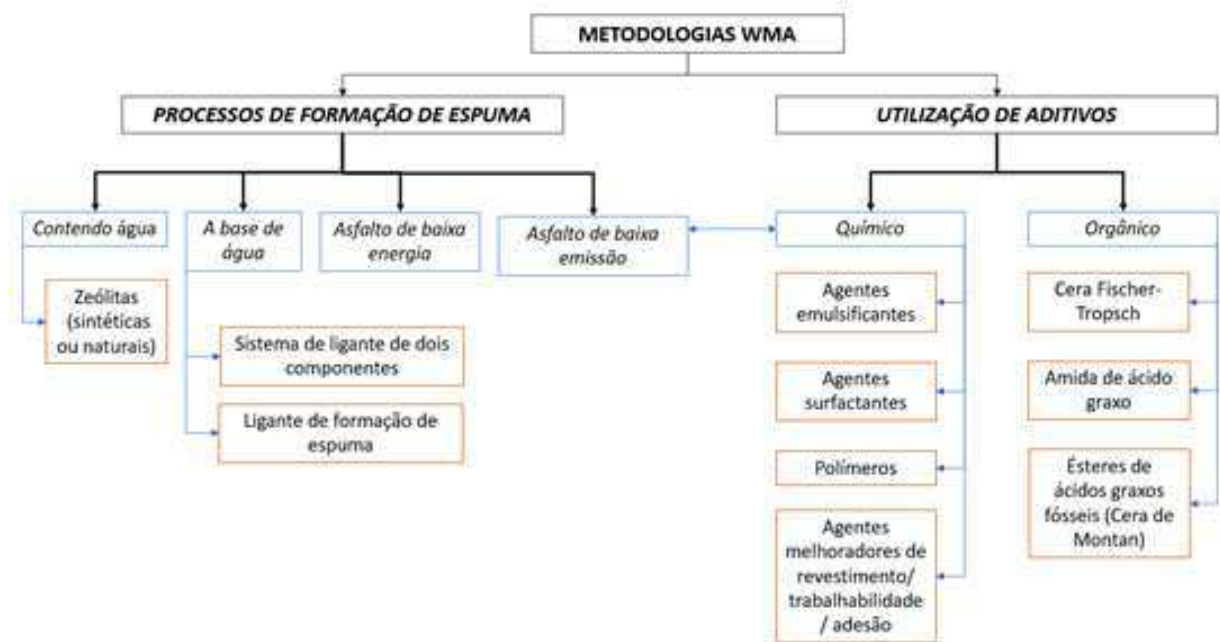 METODOLOGIAS WMA
PROCESSOS DE FORMAÇÃO DE ESPUMA
UTILIZAÇÃO DE ADITIVOS
Contendo água
A base de
água
Asfalto de baixa
energia
Asfalto de baixa
emissão
Químico
Orgânico
Zeólitas
(sintéticas
ou naturais)
Sistema de ligante de dois
componentes
Ligante de formação de
espuma
Agentes
emulsificantes
Agentes
surfactantes
Polímeros
Agentes
melhoradores de
revestimento/
trabalhabilidade
/ adesão
Cera Fischer-
Tropsch
Amida de ácido
graxo
Ésteres de
ácidos graxos
fósseis (Cera de
Montan)